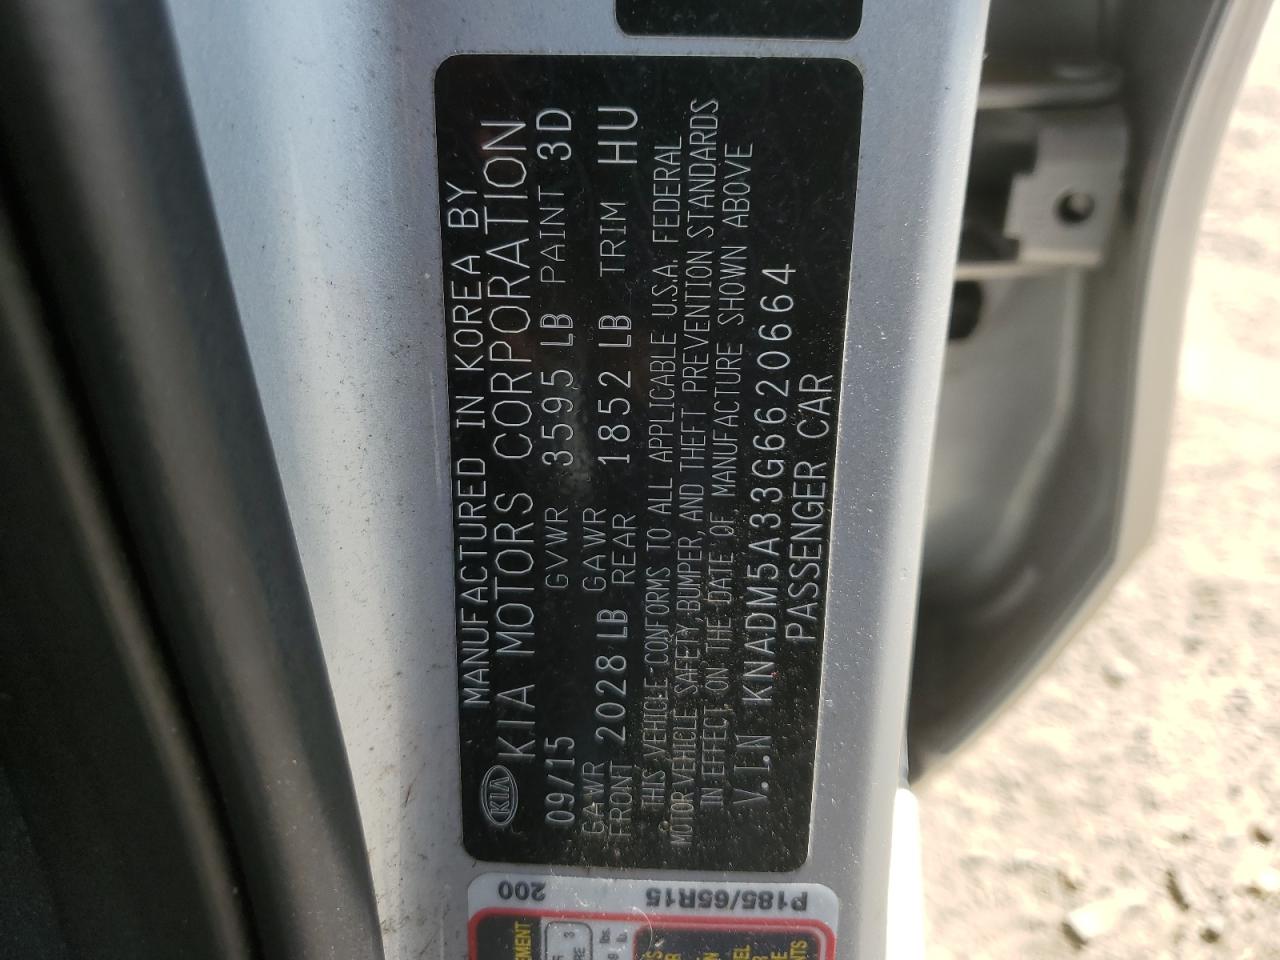 MANUFACTURED IN KOREA BY
KIA KIA MOTORS CORPORATION
09/15 GVWR 3595 LB PAINT 3D
GAWR FRONT 2028 LB GAWR REAR 1852 LB TRIM HU
THIS VEHICLE CONFORMS TO ALL APPLICABLE U.S.A. FEDERAL
MOTOR VEHICLE SAFETY, BUMPER, AND THEFT PREVENTION STANDARDS
IN EFFECT ON THE DATE OF MANUFACTURE SHOWN ABOVE
V.I.N KNADM5A33G6620664
PASSENGER CAR
P185/65R15
200